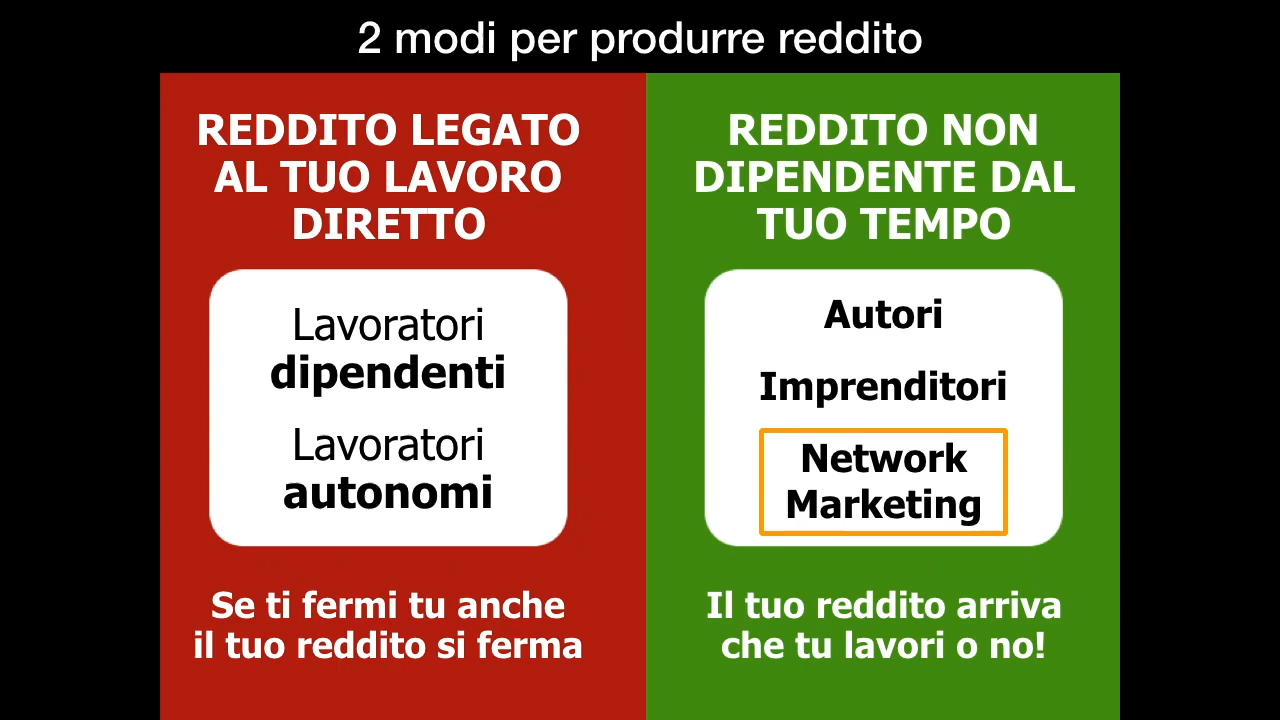 2 modi per produrre reddito
REDDITO LEGATO
AL TUO LAVORO
DIRETTO
Lavoratori
dipendenti
Lavoratori
autonomi
Se ti fermi tu anche
il tuo reddito si ferma
REDDITO NON
DIPENDENTE DAL
TUO TEMPO
Autori
Imprenditori
Network
Marketing
Il tuo reddito arriva
che tu lavori o no!